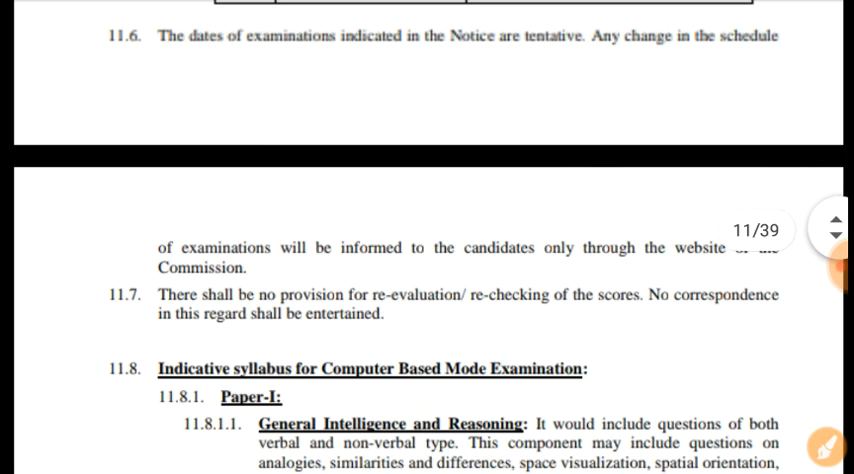 11.6. The dates of examinations indicated in the Notice are tentative. Any change in the schedule
11/39
of examinations will be informed to the candidates only through the website
Commission.
11.7. There shall be no provision for re-evaluation/ re-checking of the scores. No correspondence
in this regard shall be entertained.
11.8. Indicative syllabus for Computer Based Mode Examination:
11.8.1. Paper-I:
11.8.1.1. General Intelligence and Reasoning: It would include questions of both
verbal and non-verbal type. This component may include questions on
analogies, similarities and differences, space visualization, spatial orientation,